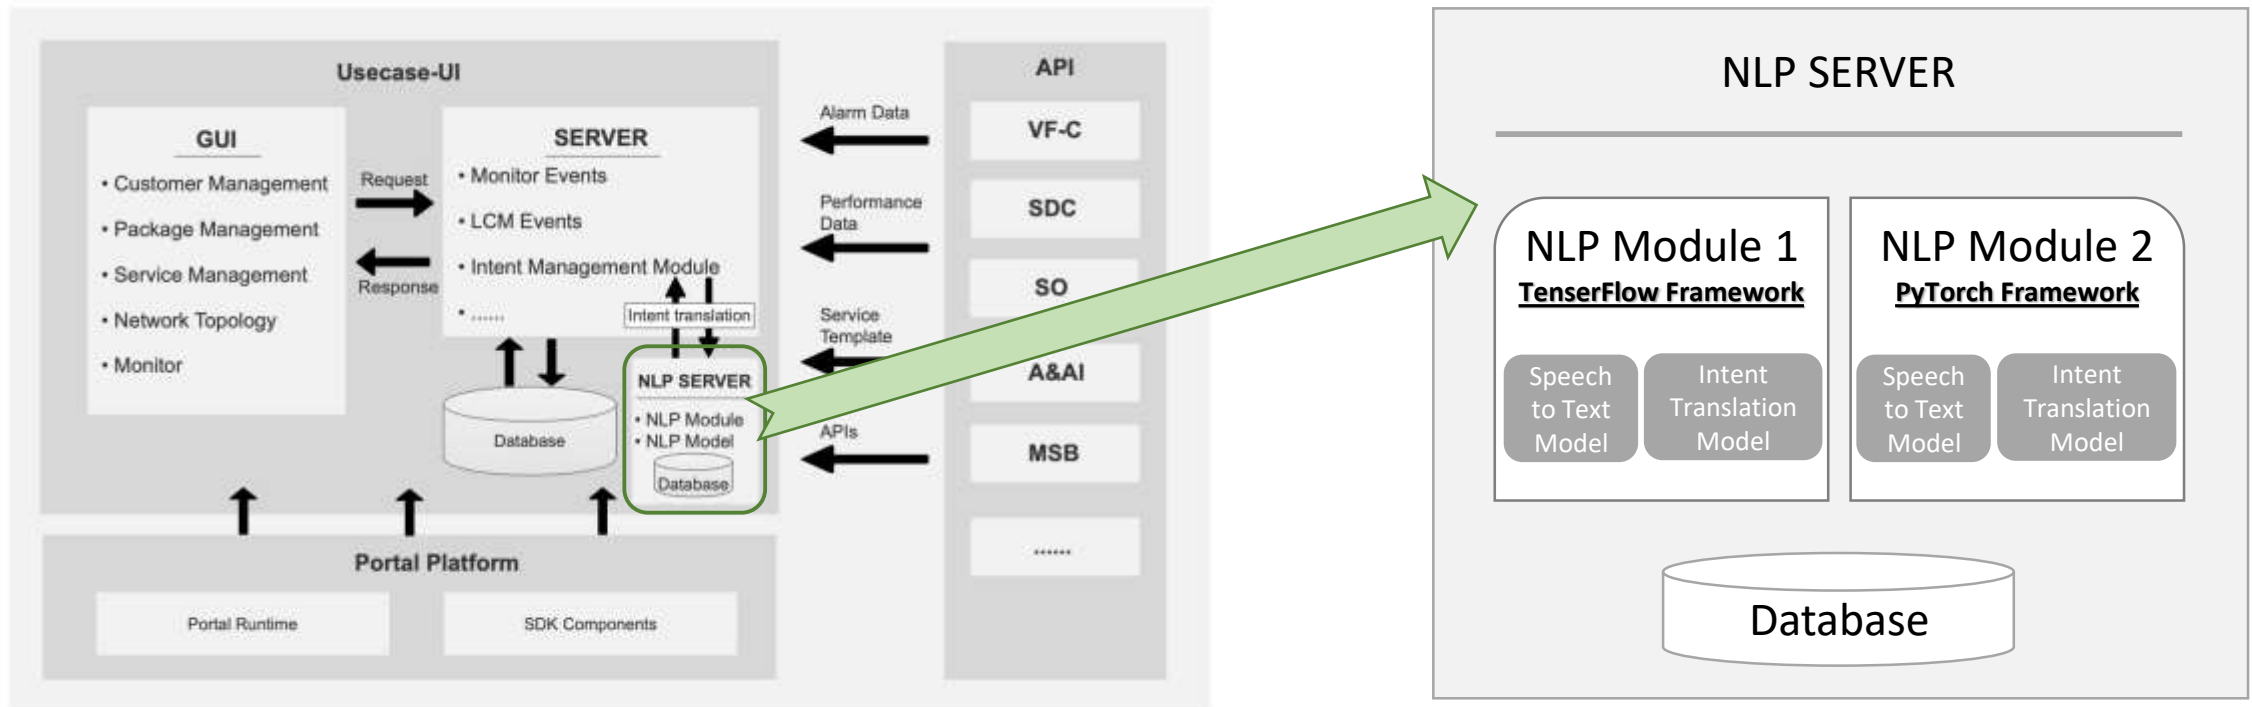 Usecase-UI
GUI
• Customer Management
• Package Management
• Service Management
• Network Topology
• Monitor
Request
Response
SERVER
• Monitor Events
• LCM Events
• Intent Management Module
• ......
Intent translation
Database
NLP SERVER
• NLP Module
• NLP Model
Database
Portal Platform
Portal Runtime
SDK Components
Alarm Data
Performance
Data
Service
Template
APIs
API
VF-C
SDC
SO
A&AI
MSB
......
NLP SERVER
NLP Module 1
TenserFlow Framework
Speech
to Text
Model
Intent
Translation
Model
NLP Module 2
PyTorch Framework
Speech
to Text
Model
Intent
Translation
Model
Database